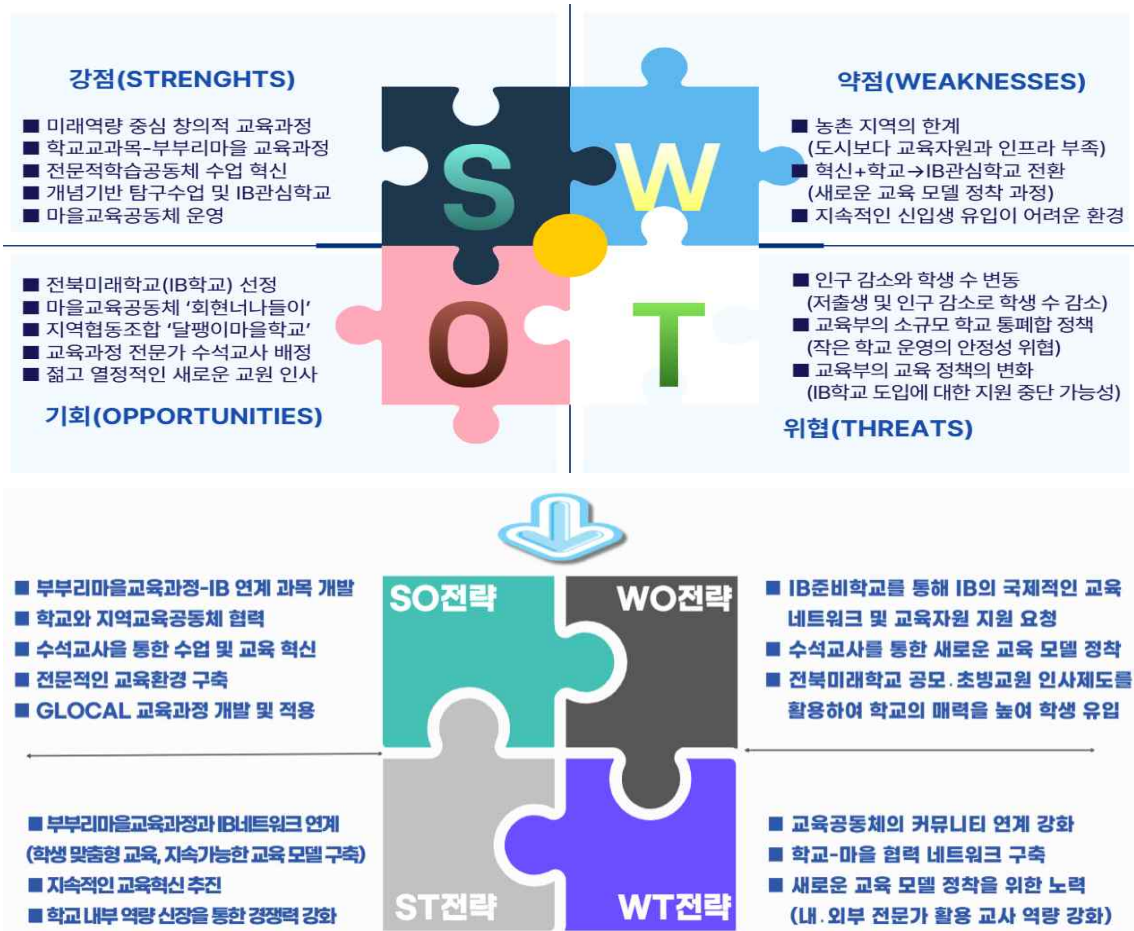 강점(STRENGHTS)
■ 미래역량 중심 창의적 교육과정
■ 학교교과목-부부리마을 교육과정
■ 전문적학습공동체 수업 혁신
■ 개념기반 탐구수업 및 IB관심학교
■ 마을교육공동체 운영
S
W
약점(WEAKNESSES)
■ 농촌 지역의 한계
(도시보다 교육자원과 인프라 부족)
■ 혁신+학교→IB관심학교 전환
(새로운 교육 모델 정착 과정)
■ 지속적인 신입생 유입이 어려운 환경
■ 전북미래학교(IB학교) 선정
■ 마을교육공동체 ‘회현너나들이’
■ 지역협동조합 ‘달팽이마을학교’
■ 교육과정 전문가 수석교사 배정
■ 젊고 열정적인 새로운 교원 인사
기회(OPPORTUNITIES)
O
T
■ 인구 감소와 학생 수 변동
(저출생 및 인구 감소로 학생 수 감소)
■ 교육부의 소규모 학교 통폐합 정책
(작은 학교 운영의 안정성 위협)
■ 교육부의 교육 정책의 변화
(IB학교 도입에 대한 지원 중단 가능성)
위협(THREATS)
■ 부부리마을교육과정-IB 연계 과목 개발
■ 학교와 지역교육공동체 협력
■ 수석교사을 통한 수업 및 교육 혁신
■ 전문적인 교육환경 구축
■ GLOCAL 교육과정 개발 및 적용
SO전략
WO전략
■ IB준비학교를 통해 IB의 국제적인 교육
네트워크 및 교육자원 지원 요청
■ 수석교사를 통한 새로운 교육 모델 정착
■ 전북미래학교 공모.초빙교원 인사제도를
활용하여 학교의 매력을 높여 학생 유입
■ 부부리마을교육과정과 IB네트워크 연계
(학생 맞춤형 교육, 지속가능한 교육 모델 구축)
■ 지속적인 교육혁신 추진
■ 학교 내부 역량 신장을 통한 경쟁력 강화
ST전략
WT전략
■ 교육공동체의 커뮤니티 연계 강화
■ 학교-마을 협력 네트워크 구축
■ 새로운 교육 모델 정착을 위한 노력
(내.외부 전문가 활용 교사 역량 강화)